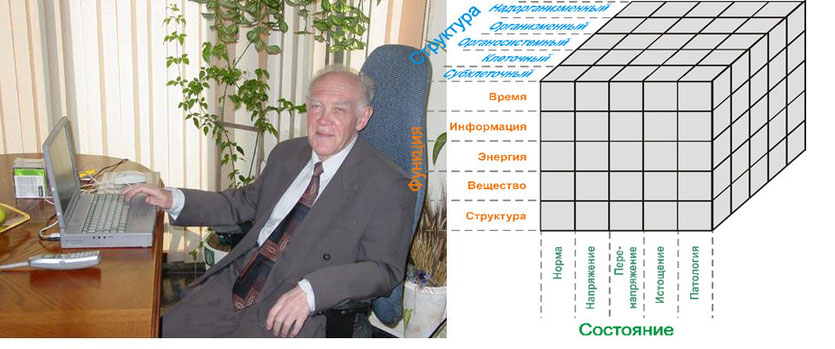 Структура
Надорганизменный
Организменный
Органосистемный
Клеточный
Субклеточный
Функция
Время
Информация
Энергия
Вещество
Структура
Норма
Напряжение
Пере-
напряжение
Истощение
Патология
Состояние